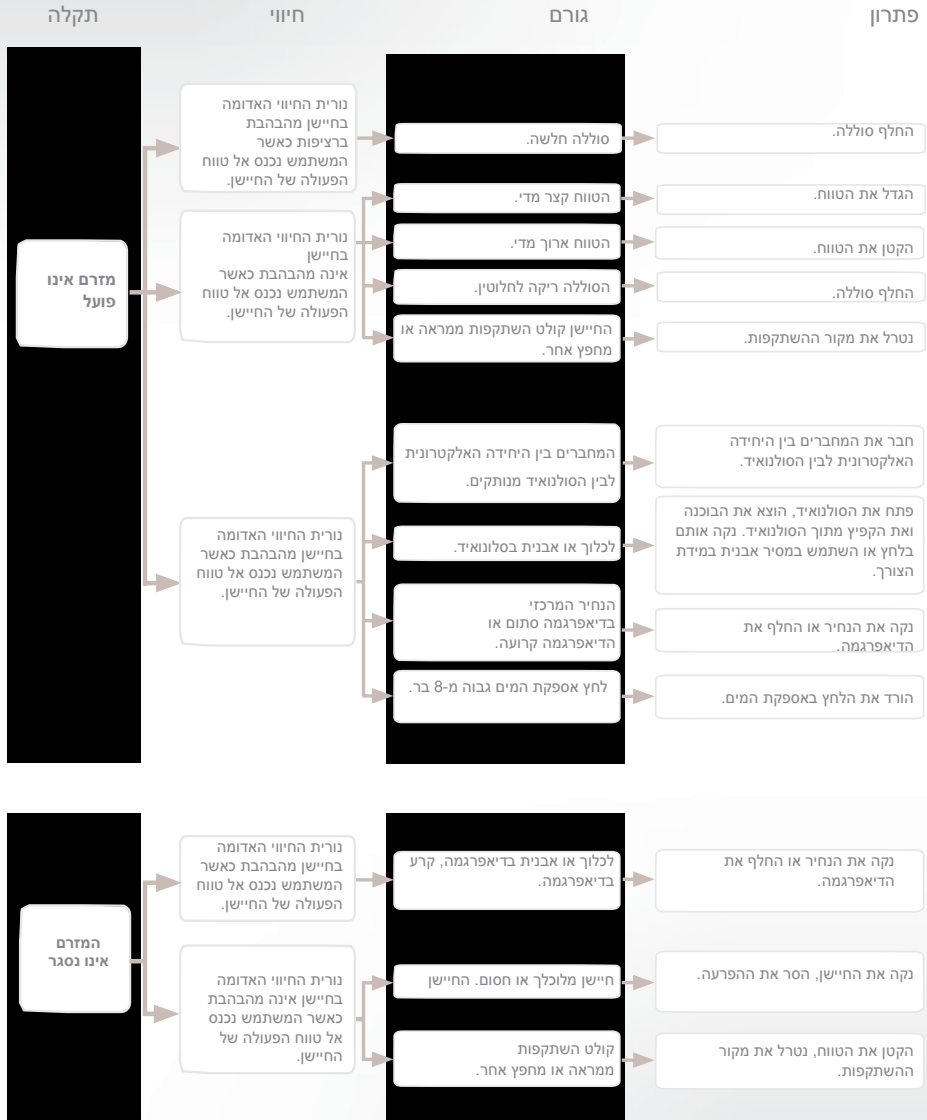 תקלה
חיווי
גורם
פתרון
מזרם אינו
פועל
נורית החיווי האדומה
בחיישן מהבהבת
ברציפות כאשר
המשתמש נכנס אל טווח
הפעולה של החיישן.
סוללה חלשה.
החלף סוללה.
נורית החיווי האדומה
בחיישן
אינה מהבהבת כאשר
המשתמש נכנס אל טווח
הפעולה של החיישן.
הטווח קצר מדי.
הגדל את הטווח.
הטווח ארוך מדי.
הקטן את הטווח.
הסוללה ריקה לחלוטין.
החלף סוללה.
החיישן קולט השתקפות ממראה או
מחפץ אחר.
נטרל את מקור ההשתקפות.
נורית החיווי האדומה
בחיישן מהבהבת כאשר
המשתמש נכנס אל טווח
הפעולה של החיישן.
המחברים בין היחידה האלקטרונית
לבין הסולנואיד מנותקים.
חבר את המחברים בין היחידה
האלקטרונית לבין הסולנואיד.
לכלוך או אבנית בסלונואיד.
פתח את הסולנואיד, הוצא את הבוכנה
ואת הקפיץ מתוך הסולנואיד. נקה אותם
בלחץ או השתמש במסיר אבנית במידת
הצורך.
הנחיר המרכזי
בדיאפרגמה סתום או
הדיאפרגמה קרועה.
נקה את הנחיר או החלף את
הדיאפרגמה.
לחץ אספקת המים גבוה מ-8 בר.
הורד את הלחץ באספקת המים.
המזרם
אינו נסגר
נורית החיווי האדומה
בחיישן מהבהבת כאשר
המשתמש נכנס אל טווח
הפעולה של החיישן.
לכלוך או אבנית בדיאפרגמה, קרע
בדיאפרגמה.
נקה את הנחיר או החלף את
הדיאפרגמה.
נורית החיווי האדומה
בחיישן אינה מהבהבת
כאשר המשתמש נכנס
אל טווח הפעולה של
החיישן.
חיישן מלוכלך או חסום. החיישן
נקה את החיישן, הסר את ההפרעה.
קולט השתקפות
ממראה או מחפץ אחר.
הקטן את הטווח, נטרל את מקור
ההשתקפות.